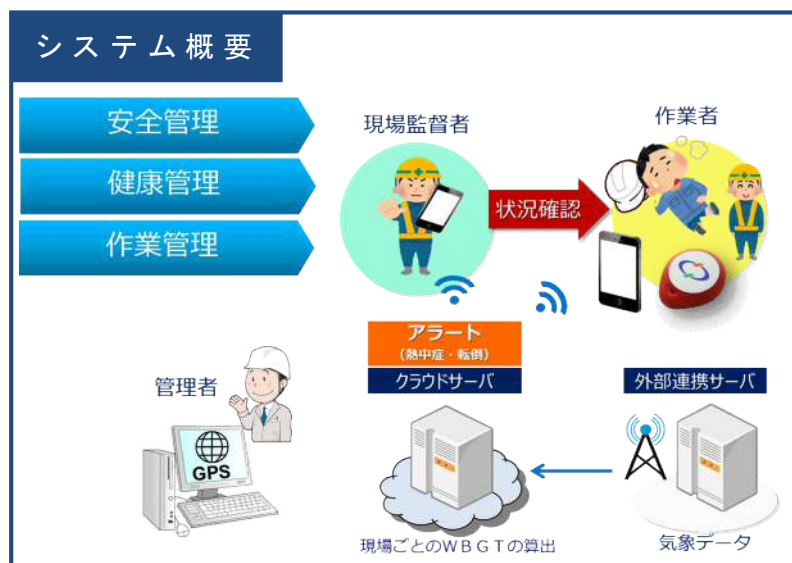 システム概要
安全管理
健康管理
作業管理
現場監督者
作業者
状況確認
アラート
(熱中症・転倒)
クラウドサーバ
外部連携サーバ
管理者
GPS
現場ごとのWBGTの算出
気象データ